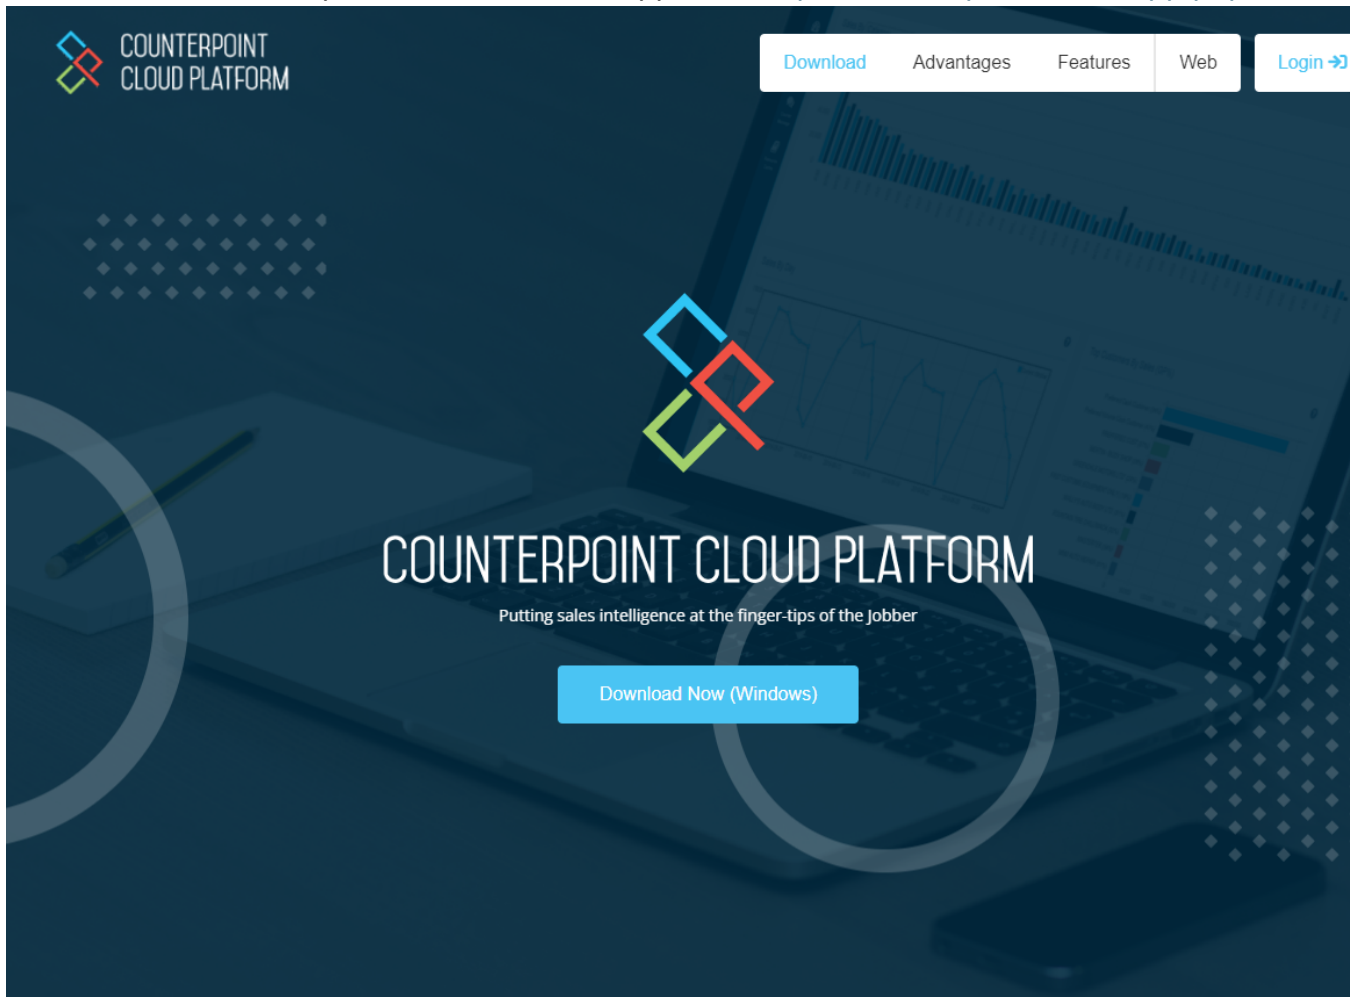 COUNTERPOINT
CLOUD PLATFORM
Download Advantages Features Web Login
COUNTERPOINT CLOUD PLATFORM
Putting sales intelligence at the finger-tips of the Jobber
Download Now (Windows)